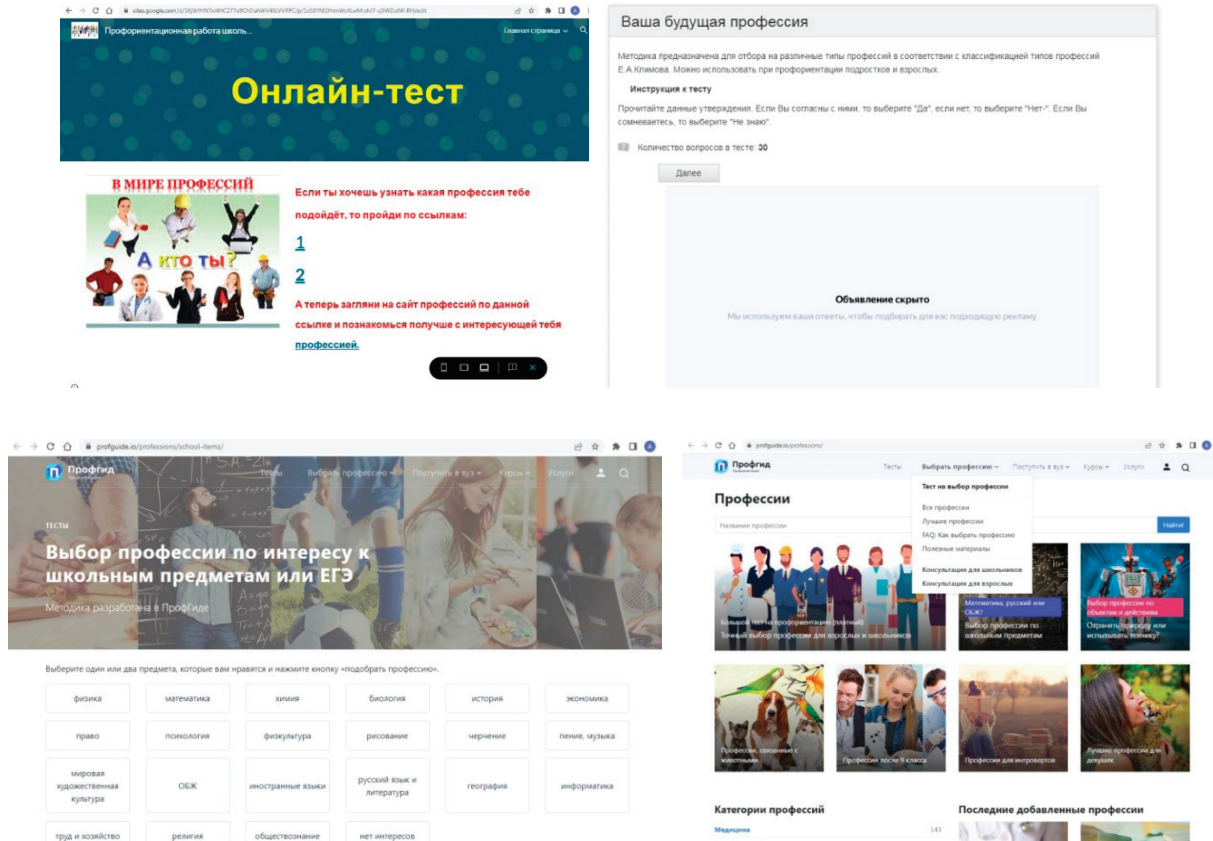 Профориентационная работа школь...
Главная страница
Онлайн-тест
В МИРЕ ПРОФЕССИЙ
А КТО ТЫ?
Если ты хочешь узнать какая профессия тебе
подойдёт, то пройди по ссылкам:
1
2
А теперь загляни на сайт профессий по данной
ссылке и познакомься получше с интересующей тебя
профессией.
Ваша будущая профессия
Методика предназначена для отбора на различные типы профессий в соответствии с классификацией типов профессий
Е.А.Климова. Можно использовать при профориентации подростков и взрослых.
Инструкция к тесту
Прочитайте данные утверждения. Если Вы согласны с ними, то выберите "Да", если нет, то выберите "Нет-". Если Вы
сомневаетесь, то выберите "Не знаю".
Количество вопросов в тесте: 30
Далее
Объявление скрыто
Мы используем ваши ответы, чтобы подбирать для вас подходящую рекламу
profguide.io/professions/school-items/
Профгид
Тесты Выбрать профессию Поступить в вуз Курсы Услуги
ТЕСТЫ
Выбор профессии по интересу к
школьным предметам или ЕГЭ
Методика разработана в ПрофГиде
Выберите один или два предмета, которые вам нравятся и нажмите кнопку «подобрать профессию».
физика математика химия биология история экономика
право психология физкультура рисование черчение пение, музыка
мировая
художественная
культура
ОБЖ иностранные языки
русский язык и
литература
география информатика
труд и хозяйство религия обществознание нет интересов
profguide.io/professions/
Профгид
Тесты Выбрать профессию Поступить в вуз Курсы Услуги
Профессии
Тест на выбор профессии
Все профессии
Лучшие профессии
FAQ: Как выбрать профессию
Полезные материалы
Консультация для школьников
Консультация для взрослых
Название профессии
Найти!
Большой тест на профориентацию (платный)
Точный выбор профессии для взрослых и школьников
Математика, русский или
ОБЖ?
Выбор профессии по
школьным предметам
Выбор профессии по
объектам и действиям
Охранять природу или
испытывать технику?
Профессии, связанные с
животными
Профессии после 9 класса
Профессии для интровертов
Лучшие профессии для
девушек
Категории профессий
Последние добавленные профессии
Медицина 143